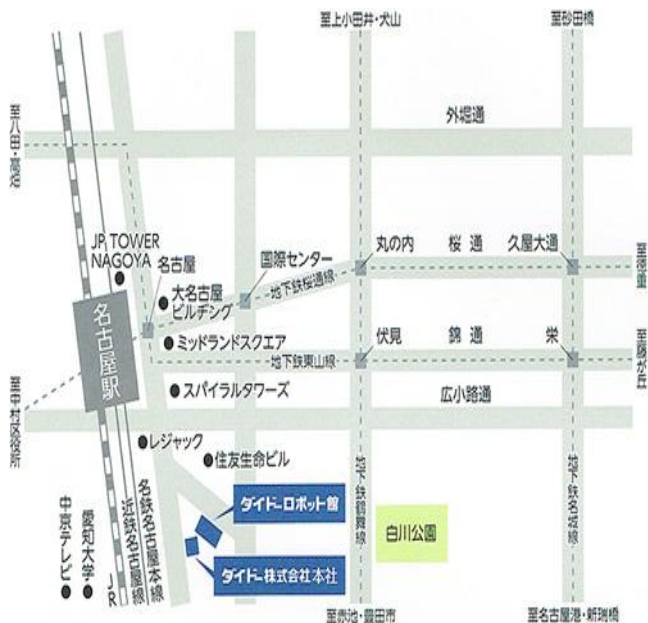 至上小田井・犬山
至砂田橋
至八田・高畑
外堀通
JP TOWER
NAGOYA
名古屋
国際センター
丸の内
桜通
久屋大通
大名古屋
ビルヂング
地下鉄桜通線
至徳重
名古屋駅
ミッドランドスクエア
伏見
錦通
栄
地下鉄東山線
至藤が丘
スパイラルタワーズ
広小路通
至中村区役所
レジャック
住友生命ビル
ダイドーロボット館
ダイドー株式会社本社
白川公園
地下鉄鶴舞線
地下鉄名城線
中京テレビ
愛知大学
JR
近鉄名古屋線
名鉄名古屋本線
至赤池・豊田市
至名古屋港・新瑞橋